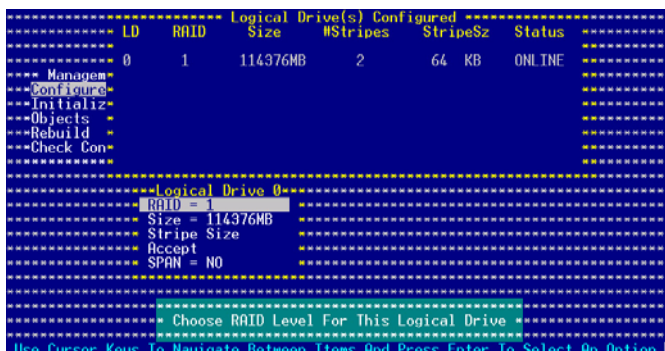 Logical Drive(s) Configured
LD RAID Size #Stripes StripeSz Status
0 1 114376MB 2 64 KB ONLINE
Managem
Configure
Initializ
Objects
Rebuild
Check Con
Logical Drive 0
RAID = 1
Size = 114376MB
Stripe Size
Accept
SPAN = NO
Choose RAID Level For This Logical Drive
Use Cursor Keys To Navigate Between Items And Press Enter To Select An Option